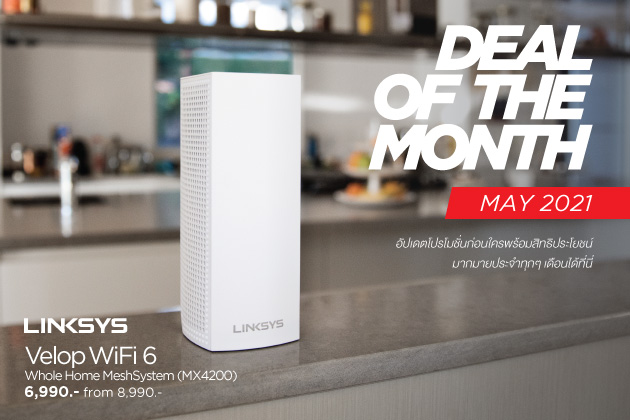 DEAL
OF THE
MONTH
MAY 2021
อัปเดตโปรโมชั่นก่อนใครพร้อมสิทธิประโยชน์
มากมายประจำทุกๆ เดือนได้ที่นี่
LINKSYS
LINKSYS
Velop WiFi 6
Whole Home MeshSystem (MX4200)
6,990.- from 8,990.-